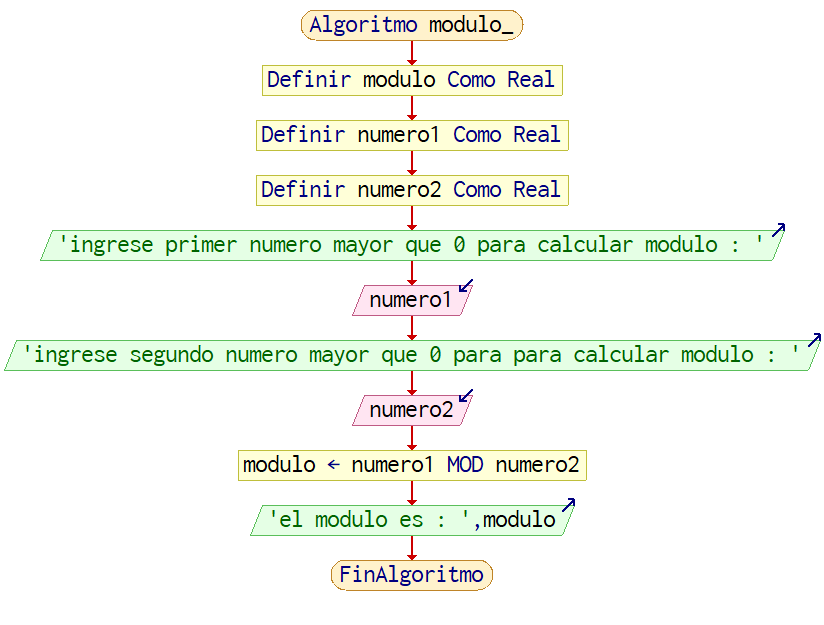 Algoritmo modulo_
Definir modulo Como Real
Definir numero1 Como Real
Definir numero2 Como Real
'ingrese primer numero mayor que 0 para calcular modulo : '
numero1
'ingrese segundo numero mayor que 0 para para calcular modulo : '
numero2
modulo ← numero1 MOD numero2
'el modulo es : ',modulo
FinAlgoritmo